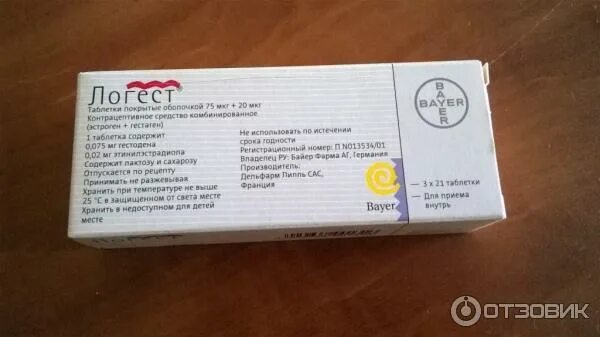 Логест®
Таблетки покрытые оболочкой 75 мкг + 20 мкг
Контрацептивное средство комбинированное
(эстроген + гестаген)
1 таблетка содержит
0,075 мг гестодена
0,02 мг этинилэстрадиола
Содержит лактозу и сахарозу
Отпускается по рецепту
Принимать не разжевывая
Хранить при температуре не выше
25 °C в защищенном от света месте
Хранить в недоступном для детей
месте
Не использовать по истечении
срока годности
Регистрационный номер: П N013534/01
Владелец РУ: Байер Фарма АГ, Германия
Производитель:
Дельфарм Лилль САС,
Франция
Bayer
BAYER
BAYER
3 x 21 таблетки
Для приема
внутрь
ОТЗОВИК